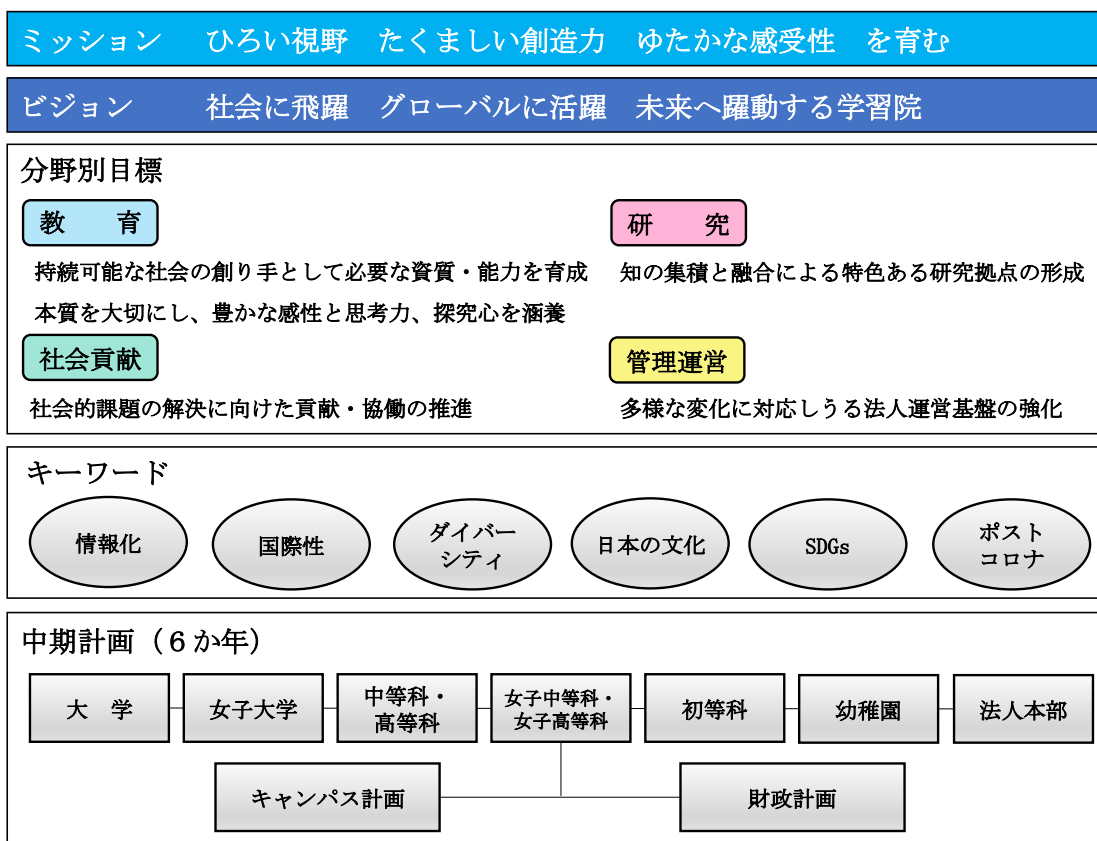 ミッション　ひろい視野　たくましい創造力　ゆたかな感受性　を育む
ビジョン　社会に飛躍　グローバルに活躍　未来へ躍動する学習院
分野別目標
教　育
持続可能な社会の創り手として必要な資質・能力を育成
本質を大切にし、豊かな感性と思考力、探究心を涵養
研　究
知の集積と融合による特色ある研究拠点の形成
社会貢献
社会的課題の解決に向けた貢献・協働の推進
管理運営
多様な変化に対応しうる法人運営基盤の強化
キーワード
情報化
国際性
ダイバー
シティ
日本の文化
SDGs
ポスト
コロナ
中期計画（６か年）
大　学
女子大学
中等科・
高等科
女子中等科・
女子高等科
初等科
幼稚園
法人本部
キャンパス計画
財政計画